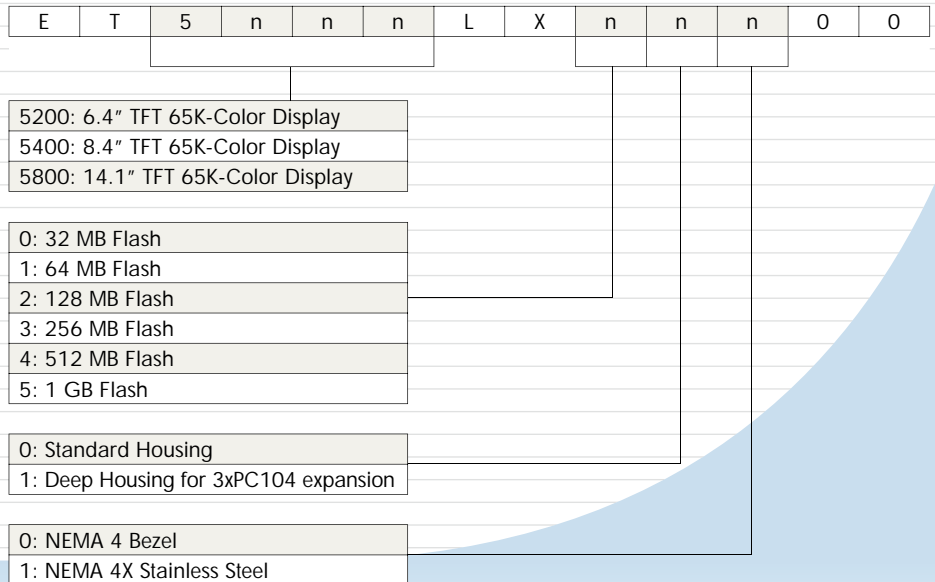 E T 5 n n n L X n n n 0 0
5200: 6.4″ TFT 65K-Color Display
5400: 8.4″ TFT 65K-Color Display
5800: 14.1″ TFT 65K-Color Display
0: 32 MB Flash
1: 64 MB Flash
2: 128 MB Flash
3: 256 MB Flash
4: 512 MB Flash
5: 1 GB Flash
0: Standard Housing
1: Deep Housing for 3xPC104 expansion
0: NEMA 4 Bezel
1: NEMA 4X Stainless Steel